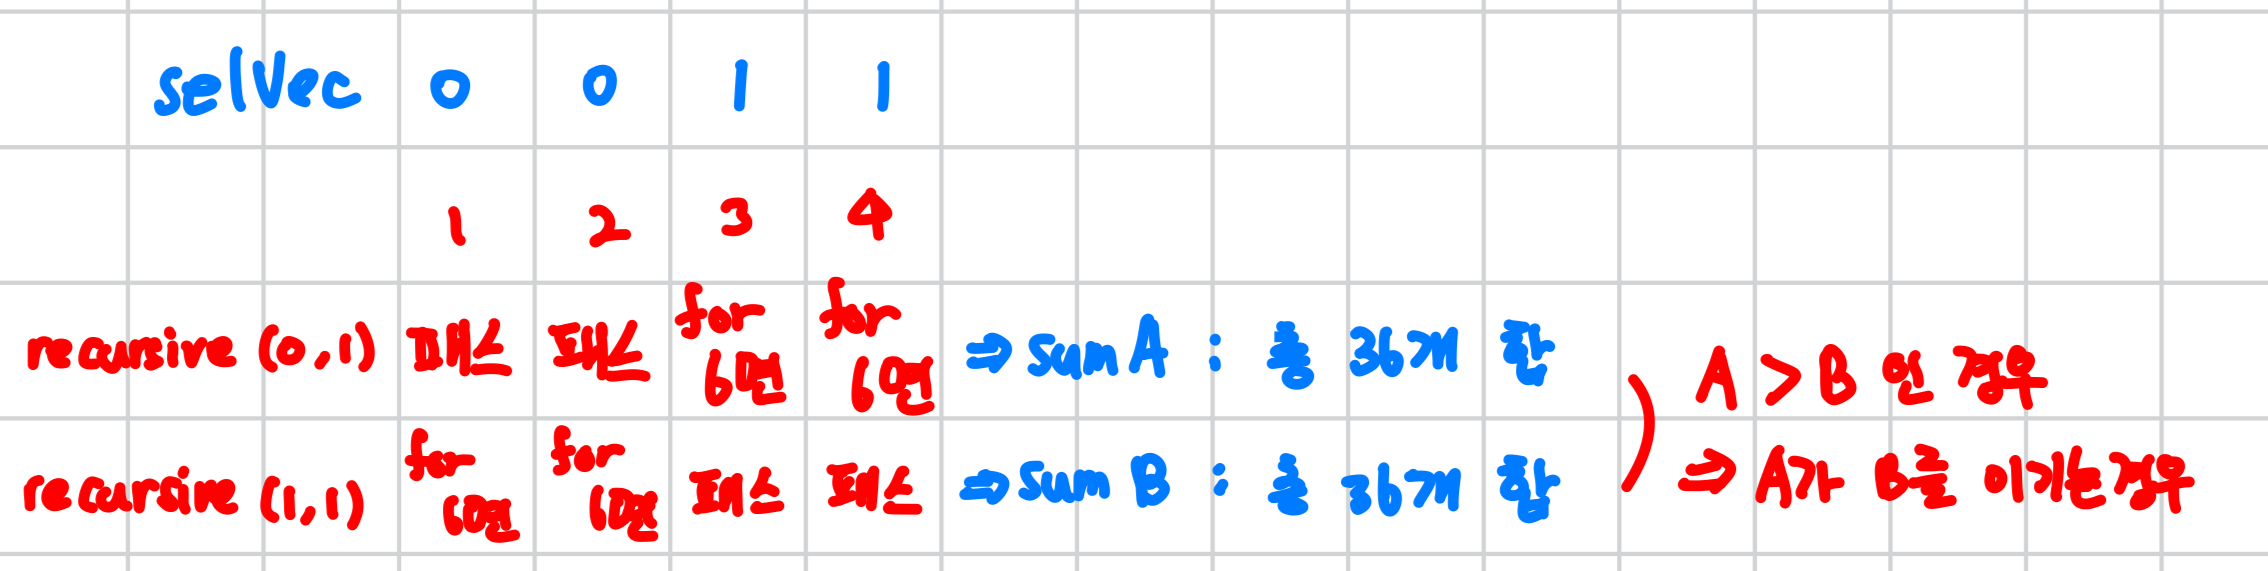 selVec 0 0 1 1
1 2 3 4
recursive (0,1) 패스 패스 for 6면 for 6면 ⇒ sum A : 총 36개 합
recursive (1,1) for 6면 for 6면 패스 패스 ⇒ sum B : 총 36개 합
A > B 인 경우
⇒ A가 B를 이기는 경우